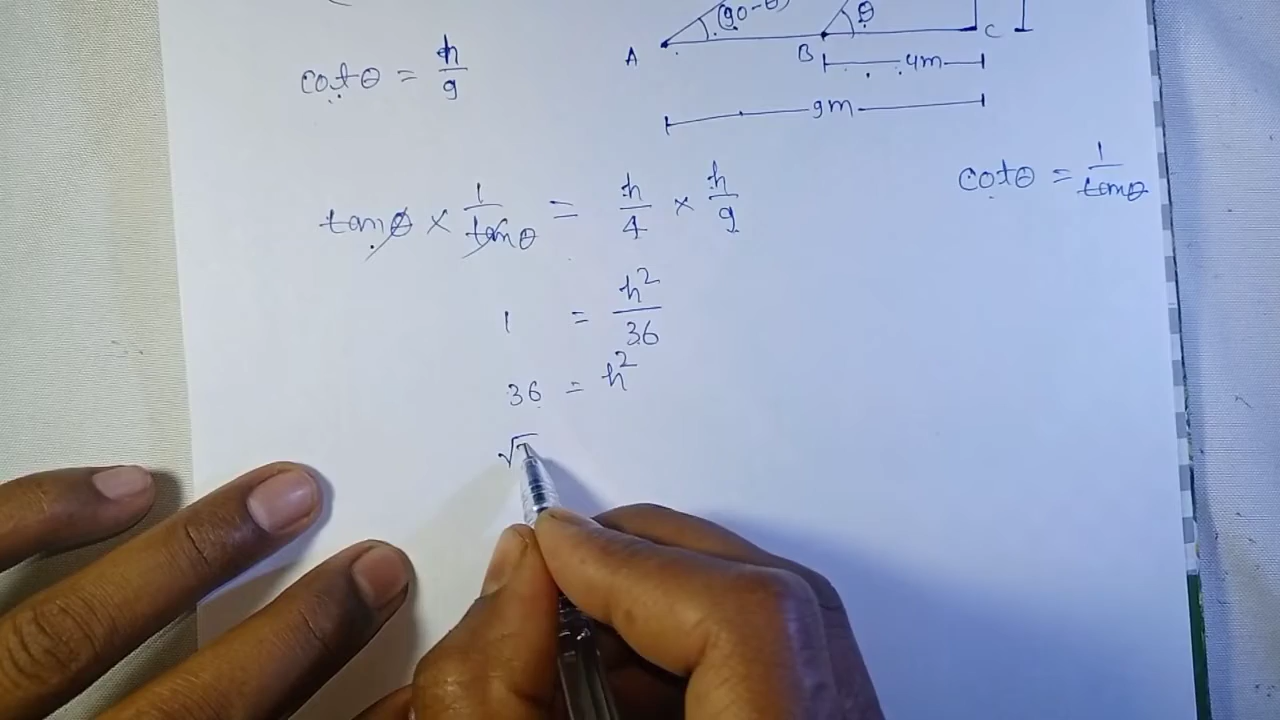 (90-θ) θ
A B C
4m
cotθ = h/9
9m
cotθ = 1/tanθ
tanθ × 1/tanθ = h/4 × h/9
1 = h²/36
36 = h²
√